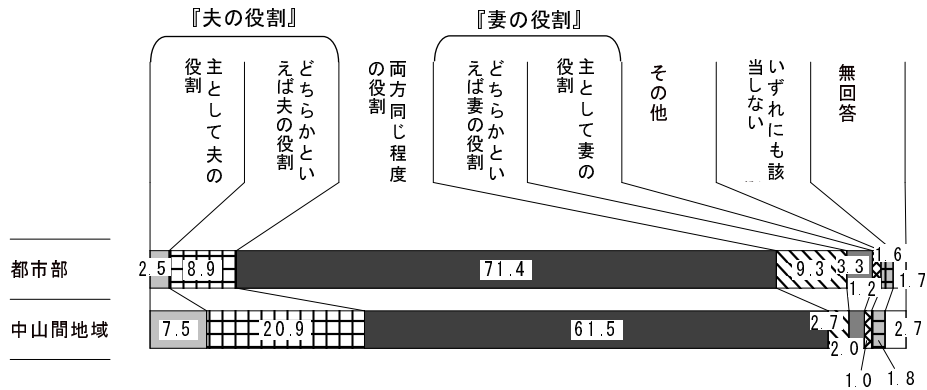 『夫の役割』
『妻の役割』
主として夫の
役割
どちらかとい
えば夫の役割
両方同じ程度
の役割
どちらかとい
えば妻の役割
主として妻の
役割
その他
いずれにも該
当しない
無回答
都市部
2.5
8.9
71.4
9.3
3.3
1.2
1.6
1.7
中山間地域
7.5
20.9
61.5
2.7
2.0
1.0
1.8
2.7